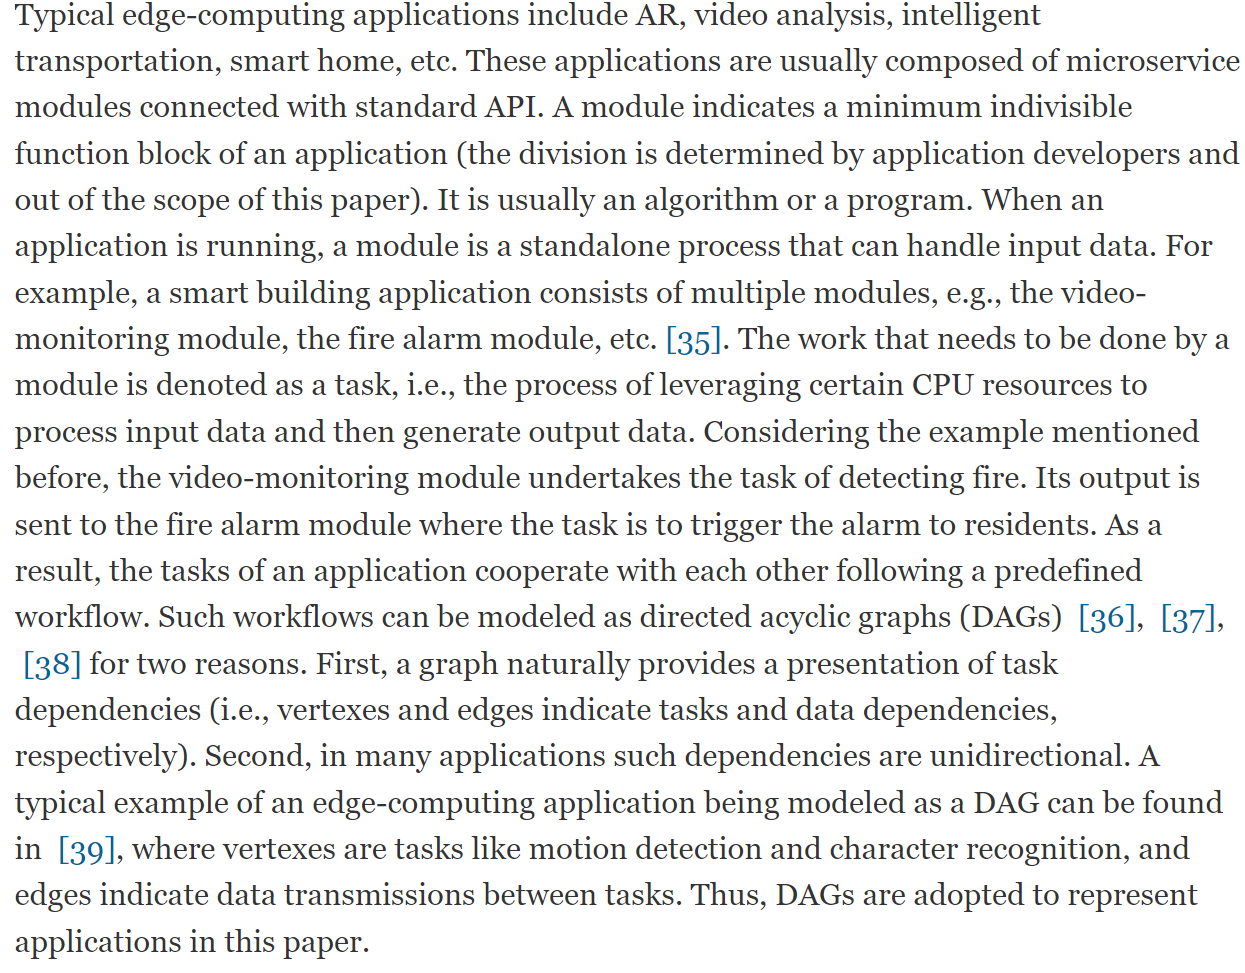 Typical edge-computing applications include AR, video analysis, intelligent
transportation, smart home, etc. These applications are usually composed of microservice
modules connected with standard API. A module indicates a minimum indivisible
function block of an application (the division is determined by application developers and
out of the scope of this paper). It is usually an algorithm or a program. When an
application is running, a module is a standalone process that can handle input data. For
example, a smart building application consists of multiple modules, e.g., the video-
monitoring module, the fire alarm module, etc. [35]. The work that needs to be done by a
module is denoted as a task, i.e., the process of leveraging certain CPU resources to
process input data and then generate output data. Considering the example mentioned
before, the video-monitoring module undertakes the task of detecting fire. Its output is
sent to the fire alarm module where the task is to trigger the alarm to residents. As a
result, the tasks of an application cooperate with each other following a predefined
workflow. Such workflows can be modeled as directed acyclic graphs (DAGs) [36], [37],
[38] for two reasons. First, a graph naturally provides a presentation of task
dependencies (i.e., vertexes and edges indicate tasks and data dependencies,
respectively). Second, in many applications such dependencies are unidirectional. A
typical example of an edge-computing application being modeled as a DAG can be found
in [39], where vertexes are tasks like motion detection and character recognition, and
edges indicate data transmissions between tasks. Thus, DAGs are adopted to represent
applications in this paper.